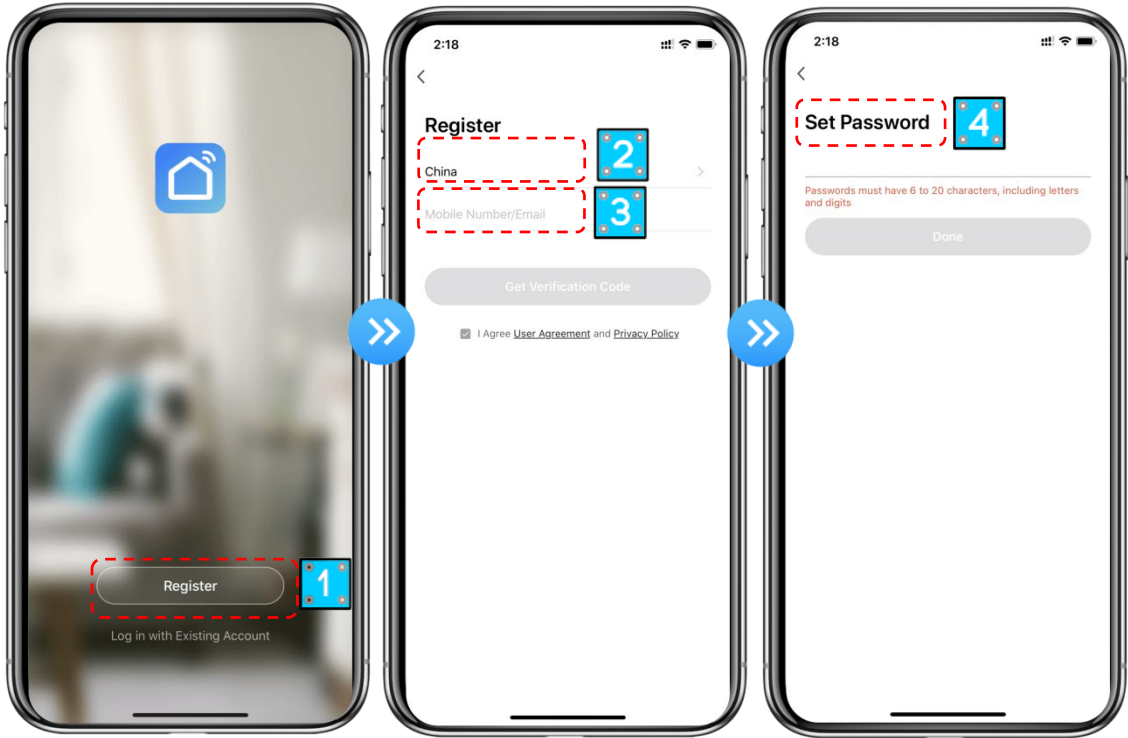 Register
1
Log in with Existing Account
2:18
Register
2
China
3
Mobile Number/Email
Get Verification Code
I Agree User Agreement and Privacy Policy
2:18
Set Password
4
Passwords must have 6 to 20 characters, including letters
and digits
Done